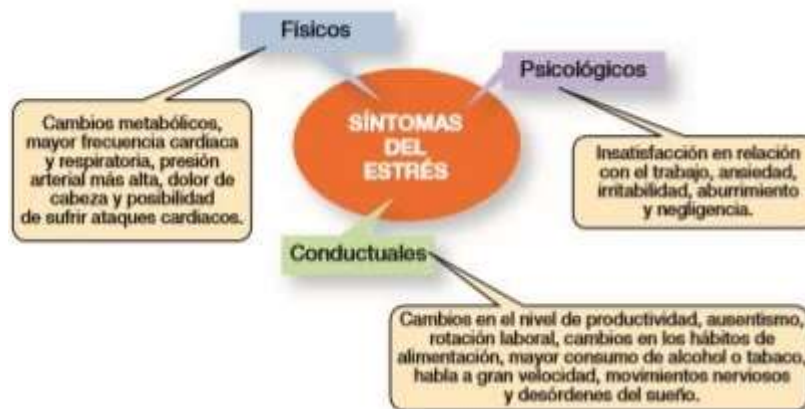 Físicos
Psicológicos
SÍNTOMAS
DEL
ESTRÉS
Cambios metabólicos,
mayor frecuencia cardiaca
y respiratoria, presión
arterial más alta, dolor de
cabeza y posibilidad
de sufrir ataques cardiacos.
Insatisfacción en relación
con el trabajo, ansiedad,
irritabilidad, aburrimiento
y negligencia.
Conductuales
Cambios en el nivel de productividad, ausentismo,
rotación laboral, cambios en los hábitos de
alimentación, mayor consumo de alcohol o tabaco,
habla a gran velocidad, movimientos nerviosos
y desórdenes del sueño.